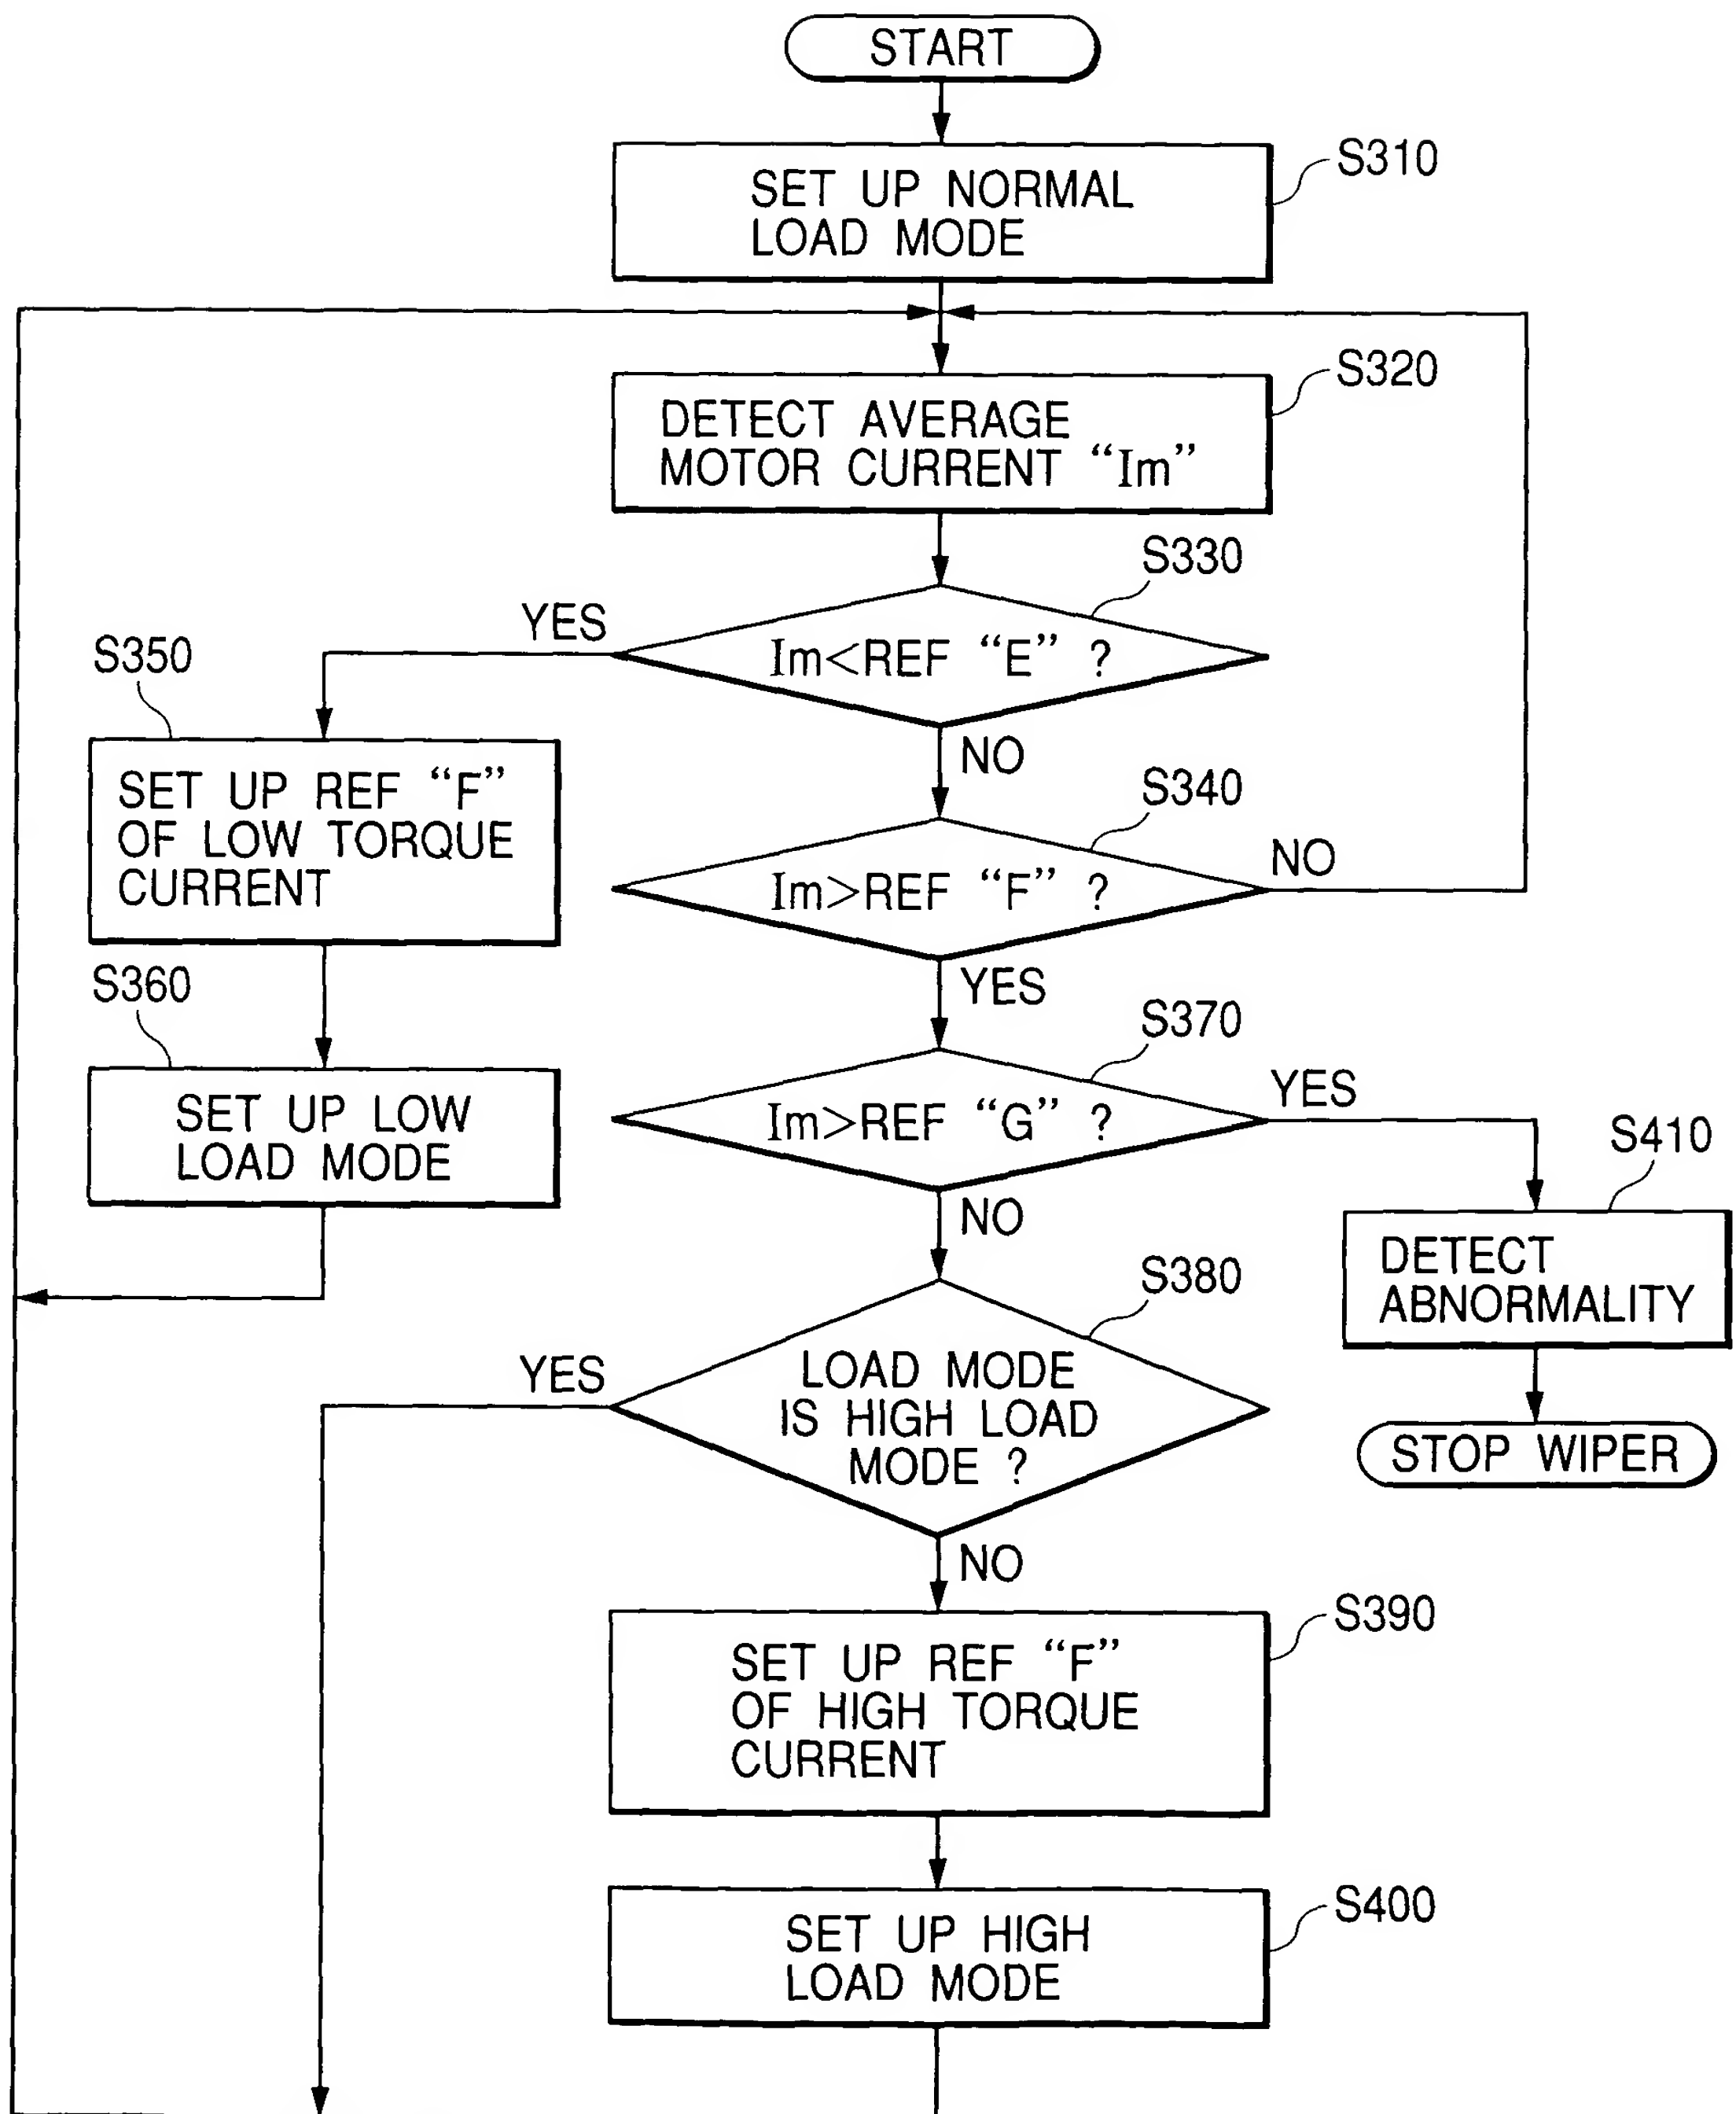 START
S310
SET UP NORMAL
LOAD MODE
S320
DETECT AVERAGE
MOTOR CURRENT “Im”
S330
YES
Im<REF “E” ?
NO
S350
SET UP REF “F”
OF LOW TORQUE
CURRENT
S340
NO
Im>REF “F” ?
YES
S360
SET UP LOW
LOAD MODE
S370
YES
Im>REF “G” ?
NO
S410
DETECT
ABNORMALITY
STOP WIPER
S380
YES
LOAD MODE
IS HIGH LOAD
MODE ?
NO
S390
SET UP REF “F”
OF HIGH TORQUE
CURRENT
S400
SET UP HIGH
LOAD MODE